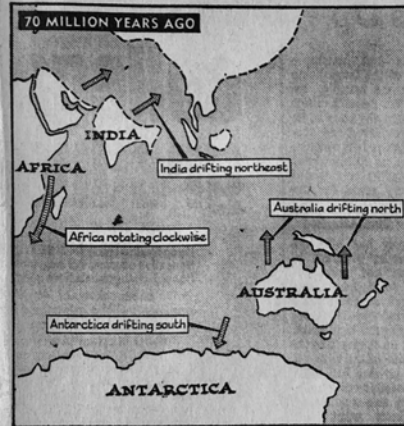 70 MILLION YEARS AGO
INDIA
AFRICA
India drifting northeast
Australia drifting north
Africa rotating clockwise
AUSTRALIA
Antarctica drifting south
ANTARCTICA